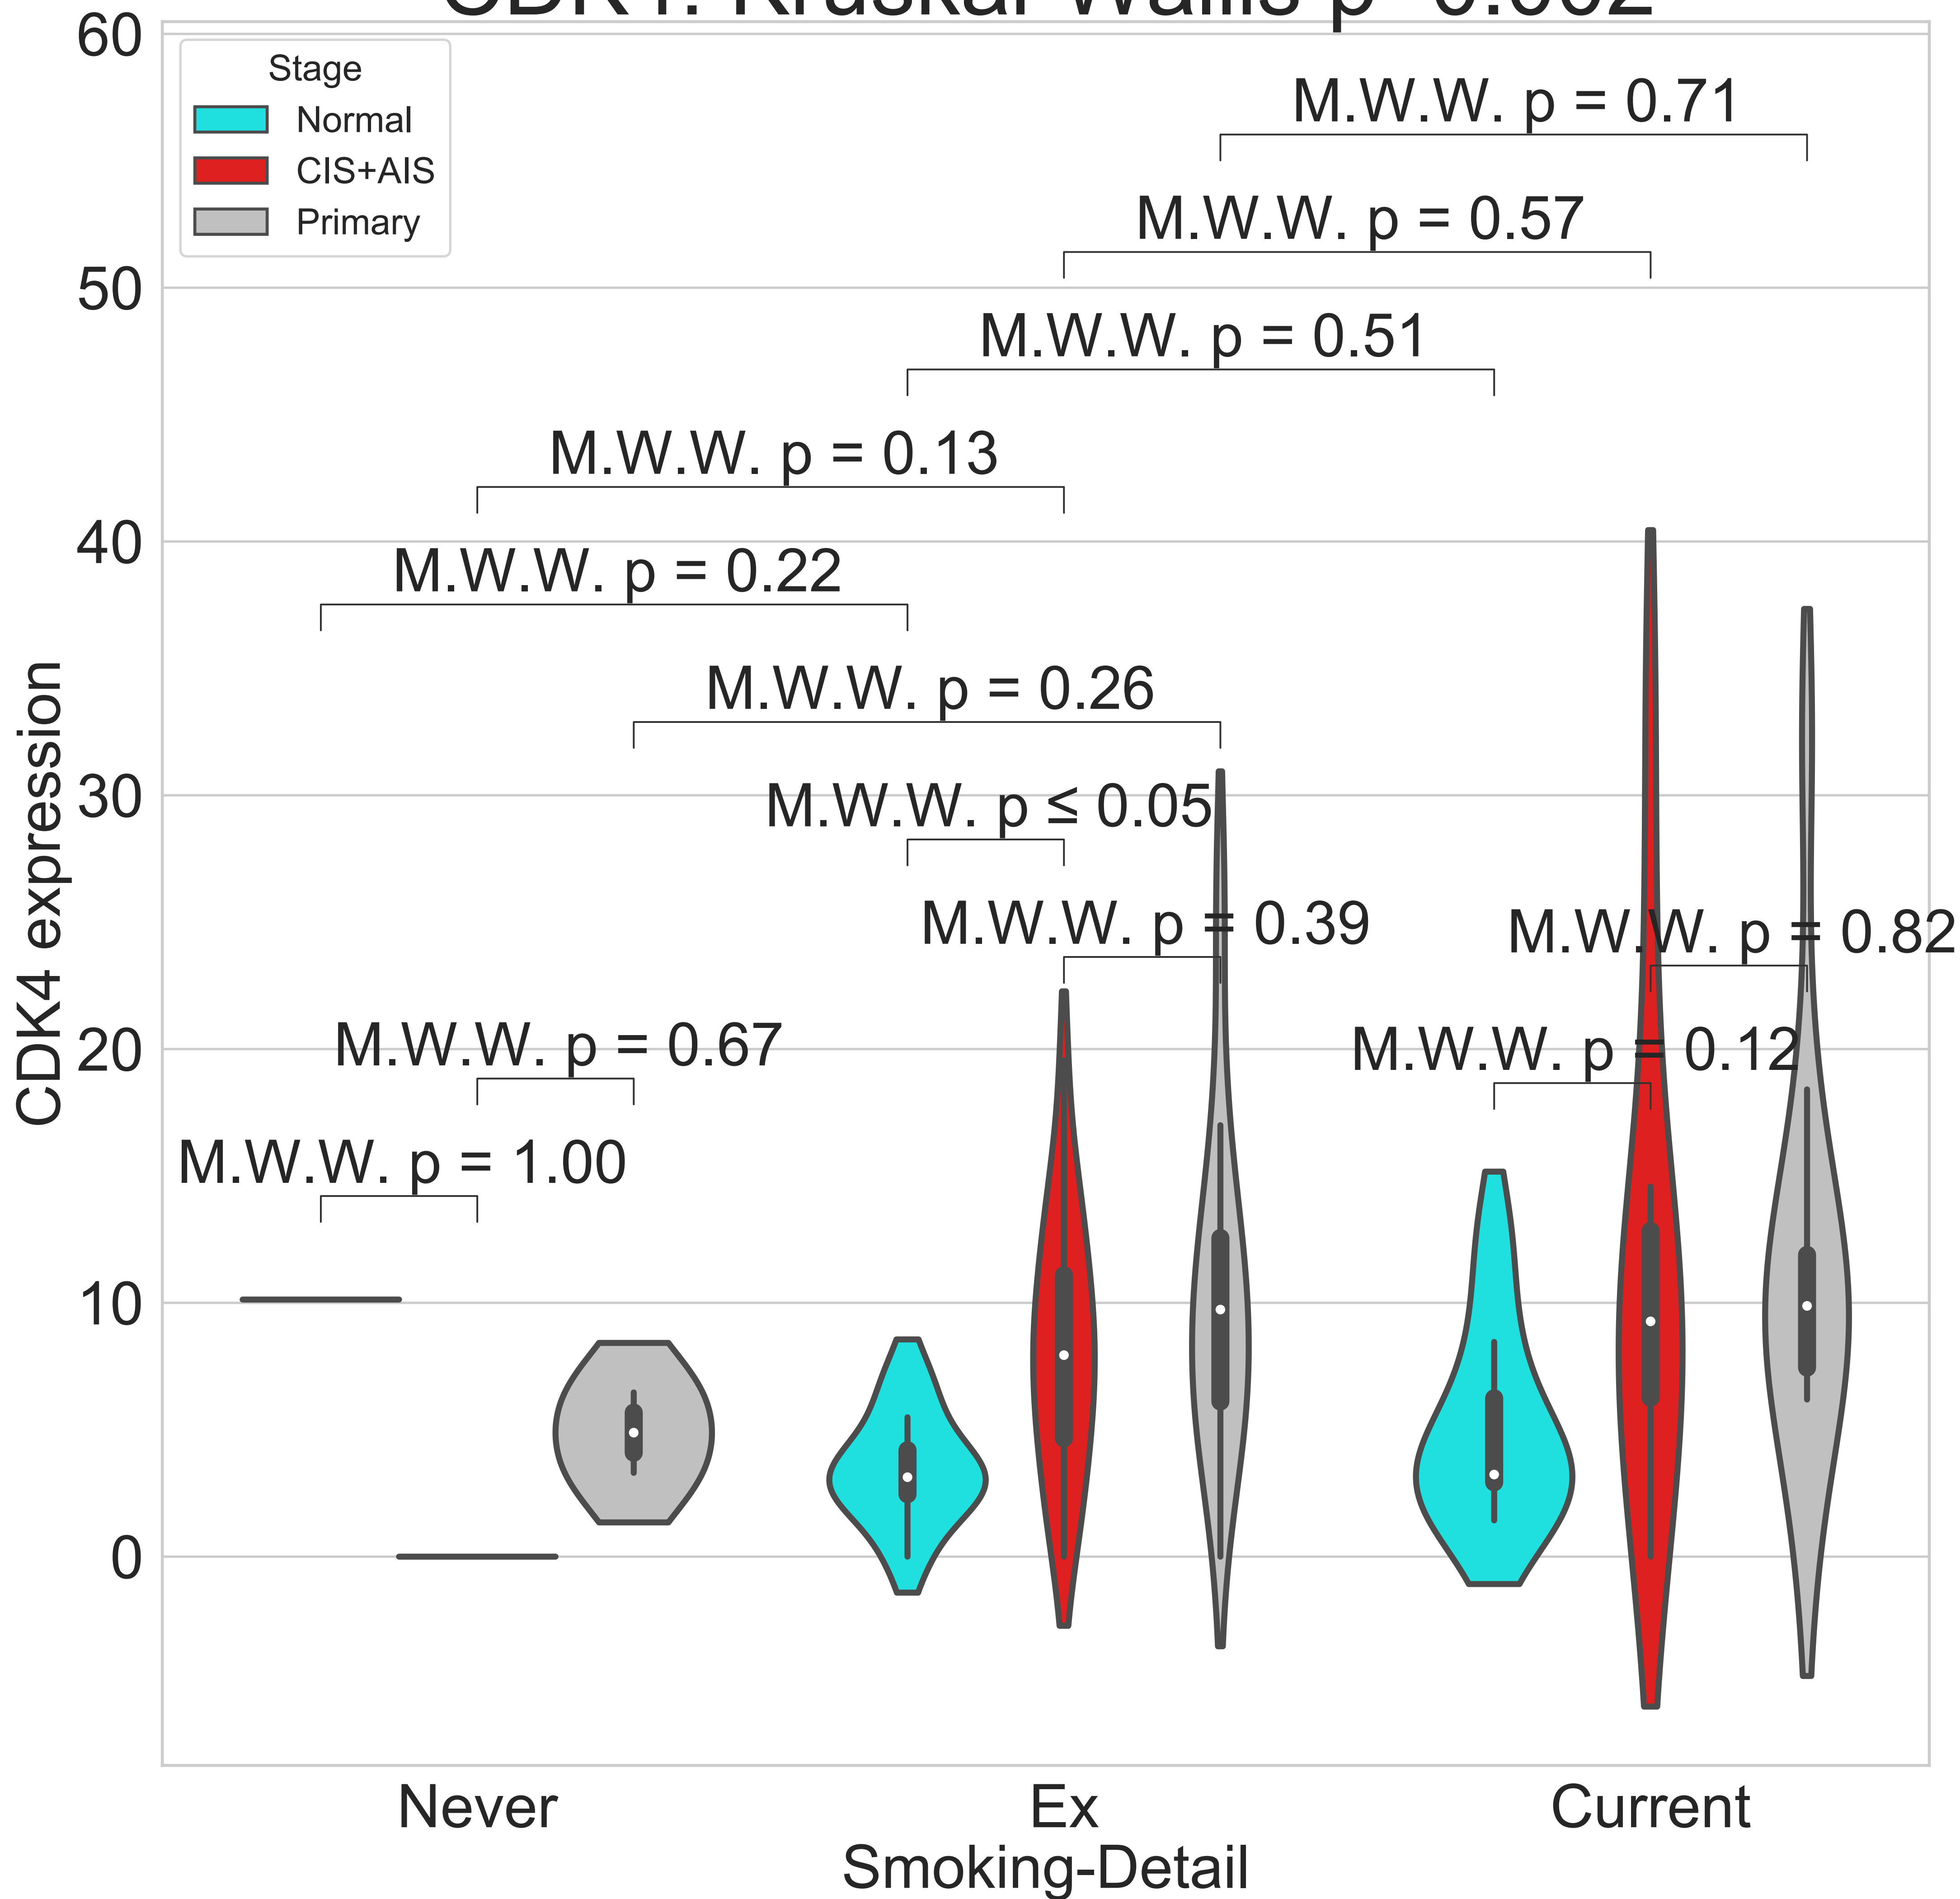 60
Stage
Normal
CIS+AIS
Primary
M.W.W. p = 0.71
M.W.W. p = 0.57
50
M.W.W. p = 0.51
M.W.W. p = 0.13
40
M.W.W. p = 0.22
M.W.W. p = 0.26
30
M.W.W. p ≤ 0.05
M.W.W. p = 0.39
M.W.W. p = 0.82
CDK4 expression
20
M.W.W. p = 0.67
M.W.W. p = 0.12
M.W.W. p = 1.00
10
0
Never
Ex
Current
Smoking-Detail